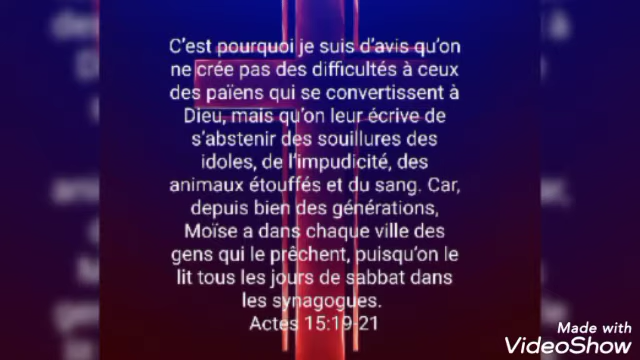 C'est pourquoi je suis d'avis qu'on
ne crée pas des difficultés à ceux
des païens qui se convertissent à
Dieu, mais qu'on leur écrive de
s'abstenir des souillures des
idoles, de l'impudicité, des
animaux étouffés et du sang. Car,
depuis bien des générations,
Moïse a dans chaque ville des
gens qui le prêchent, puisqu'on le
lit tous les jours de sabbat dans
les synagogues.
Actes 15:19-21
Made with
VideoShow